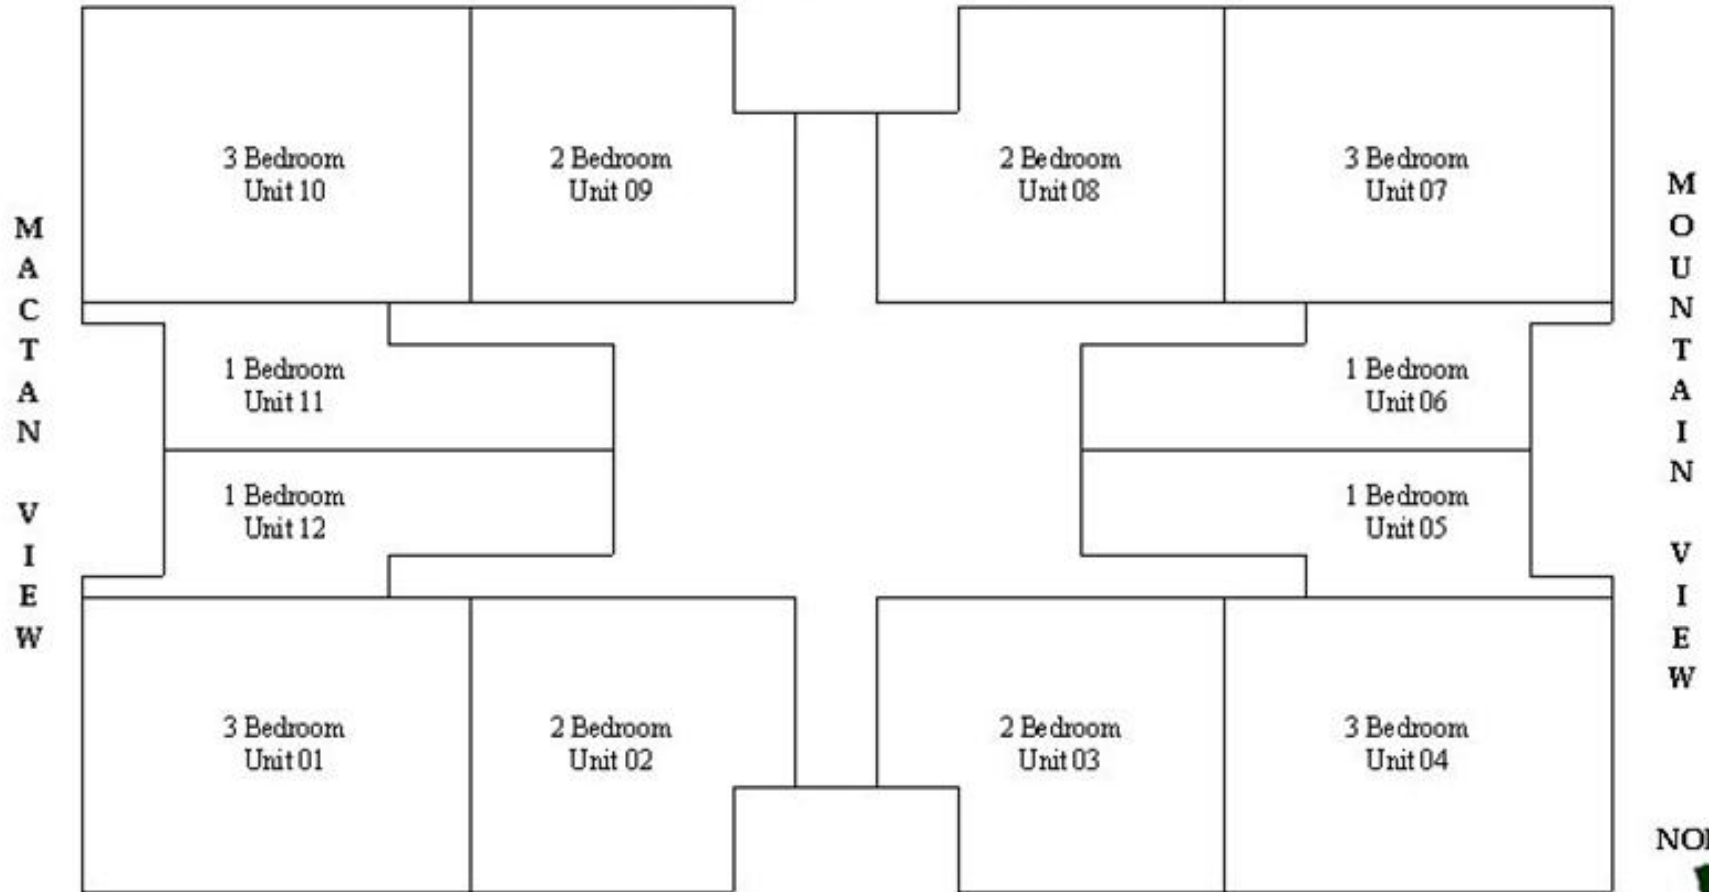 3 Bedroom
Unit 10
2 Bedroom
Unit 09
2 Bedroom
Unit 08
3 Bedroom
Unit 07
MACTAN VIEW
MOUNTAIN VIEW
1 Bedroom
Unit 11
1 Bedroom
Unit 06
1 Bedroom
Unit 12
1 Bedroom
Unit 05
3 Bedroom
Unit 01
2 Bedroom
Unit 02
2 Bedroom
Unit 03
3 Bedroom
Unit 04